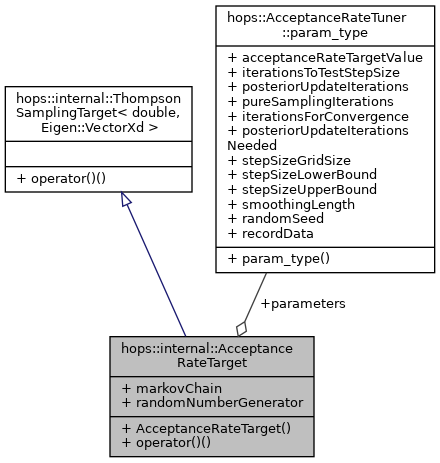 hops::AcceptanceRateTuner
::param_type
+ acceptanceRateTargetValue
+ iterationsToTestStepSize
+ posteriorUpdateIterations
+ pureSamplingIterations
+ iterationsForConvergence
+ posteriorUpdateIterations
Needed
+ stepSizeGridSize
+ stepSizeLowerBound
+ stepSizeUpperBound
+ smoothingLength
+ randomSeed
+ recordData
+ param_type()
hops::internal::Thompson
SamplingTarget< double,
Eigen::VectorXd >
+ operator()()
+parameters
hops::internal::Acceptance
RateTarget
+ markovChain
+ randomNumberGenerator
+ AcceptanceRateTarget()
+ operator()()